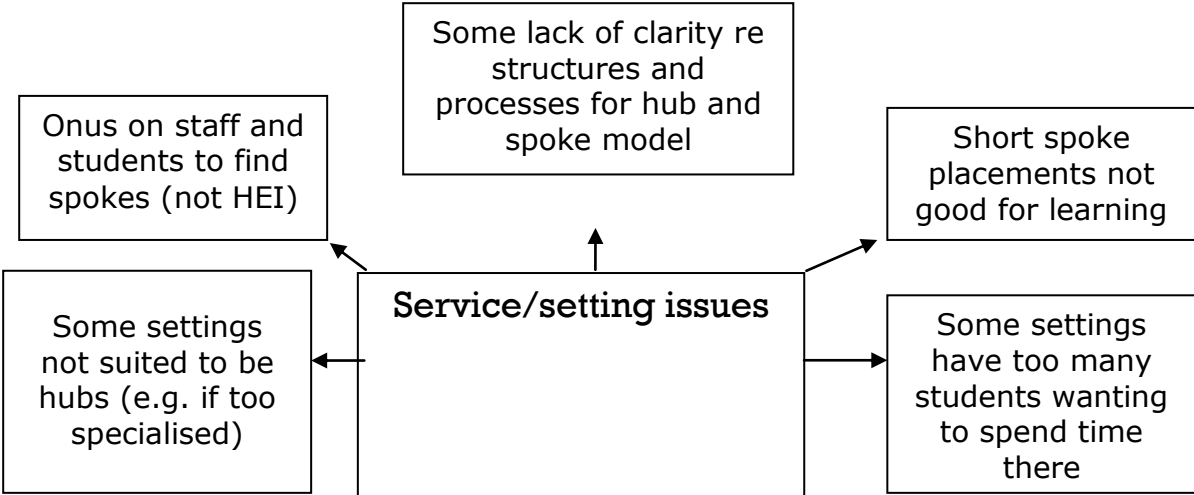 Some lack of clarity re
structures and
processes for hub and
spoke model
Onus on staff and
students to find
spokes (not HEI)
Short spoke
placements not
good for learning
Service/setting issues
Some settings
not suited to be
hubs (e.g. if too
specialised)
Some settings
have too many
students wanting
to spend time
there